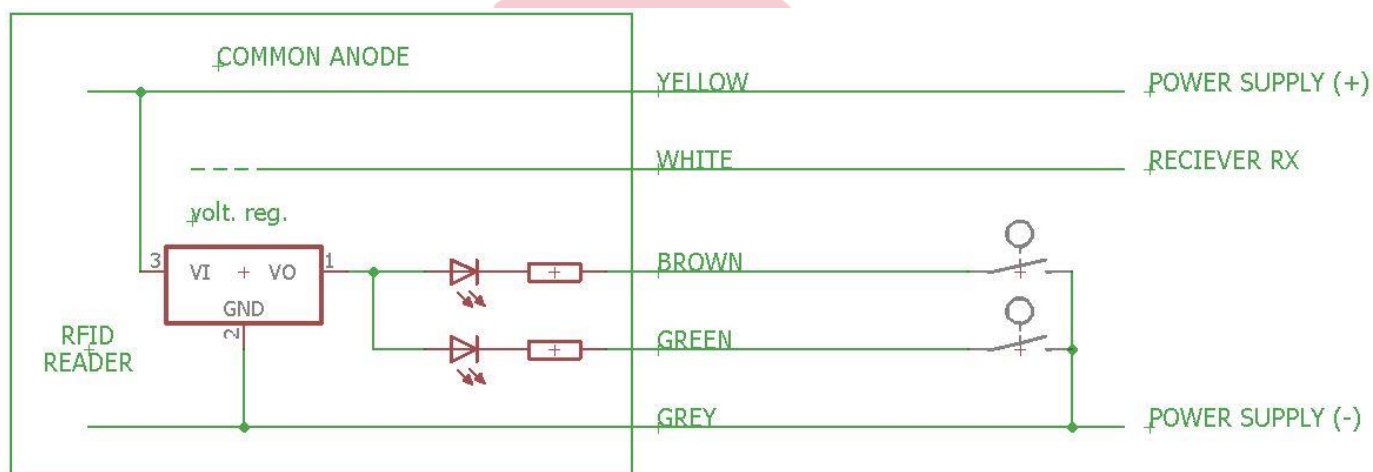 COMMON ANODE
YELLOW
POWER SUPPLY (+)
WHITE
RECIEVER RX
volt. reg.
3
VI
VO
1
GND
2
BROWN
RFID
READER
GREEN
GREY
POWER SUPPLY (-)